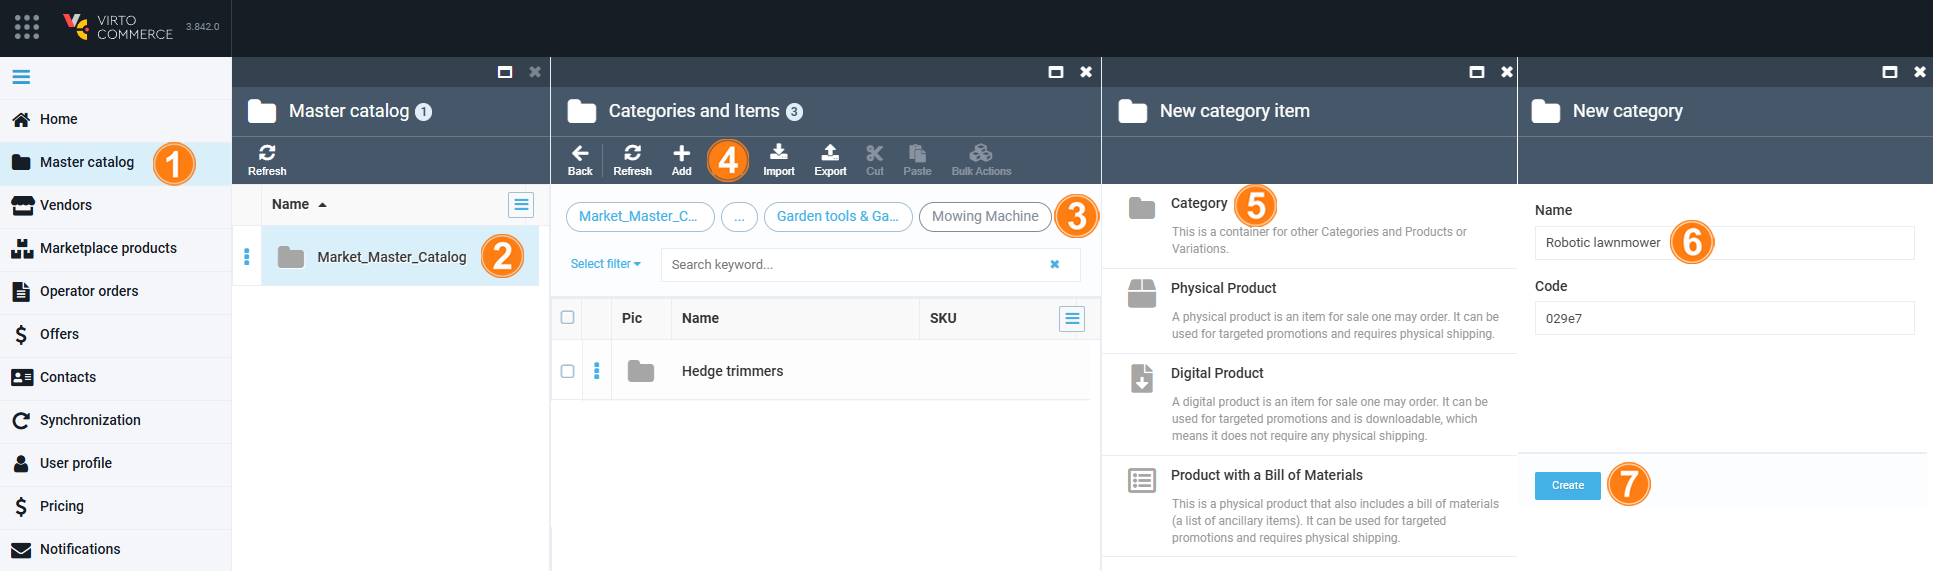 VIRTO
COMMERCE
3.842.0
Home
Master catalog
1
Vendors
Marketplace products
Operator orders
Offers
Contacts
Synchronization
User profile
Pricing
Notifications
Master catalog 1
Refresh
Name
Market_Master_Catalog
2
Categories and Items 3
Back
Refresh
Add
4
Import
Export
Cut
Paste
Bulk Actions
Market_Master_C...
...
Garden tools & Ga...
Mowing Machine
3
Select filter
Search keyword...
Pic
Name
SKU
Hedge trimmers
New category item
Category
5
This is a container for other Categories and Products or
Variations.
Physical Product
A physical product is an item for sale one may order. It can be
used for targeted promotions and requires physical shipping.
Digital Product
A digital product is an item for sale one may order. It can be
used for targeted promotions and is downloadable, which
means it does not require any physical shipping.
Product with a Bill of Materials
This is a physical product that also includes a bill of materials
(a list of ancillary items). It can be used for targeted
promotions and requires physical shipping.
New category
Name
Robotic lawnmower
6
Code
029e7
Create
7